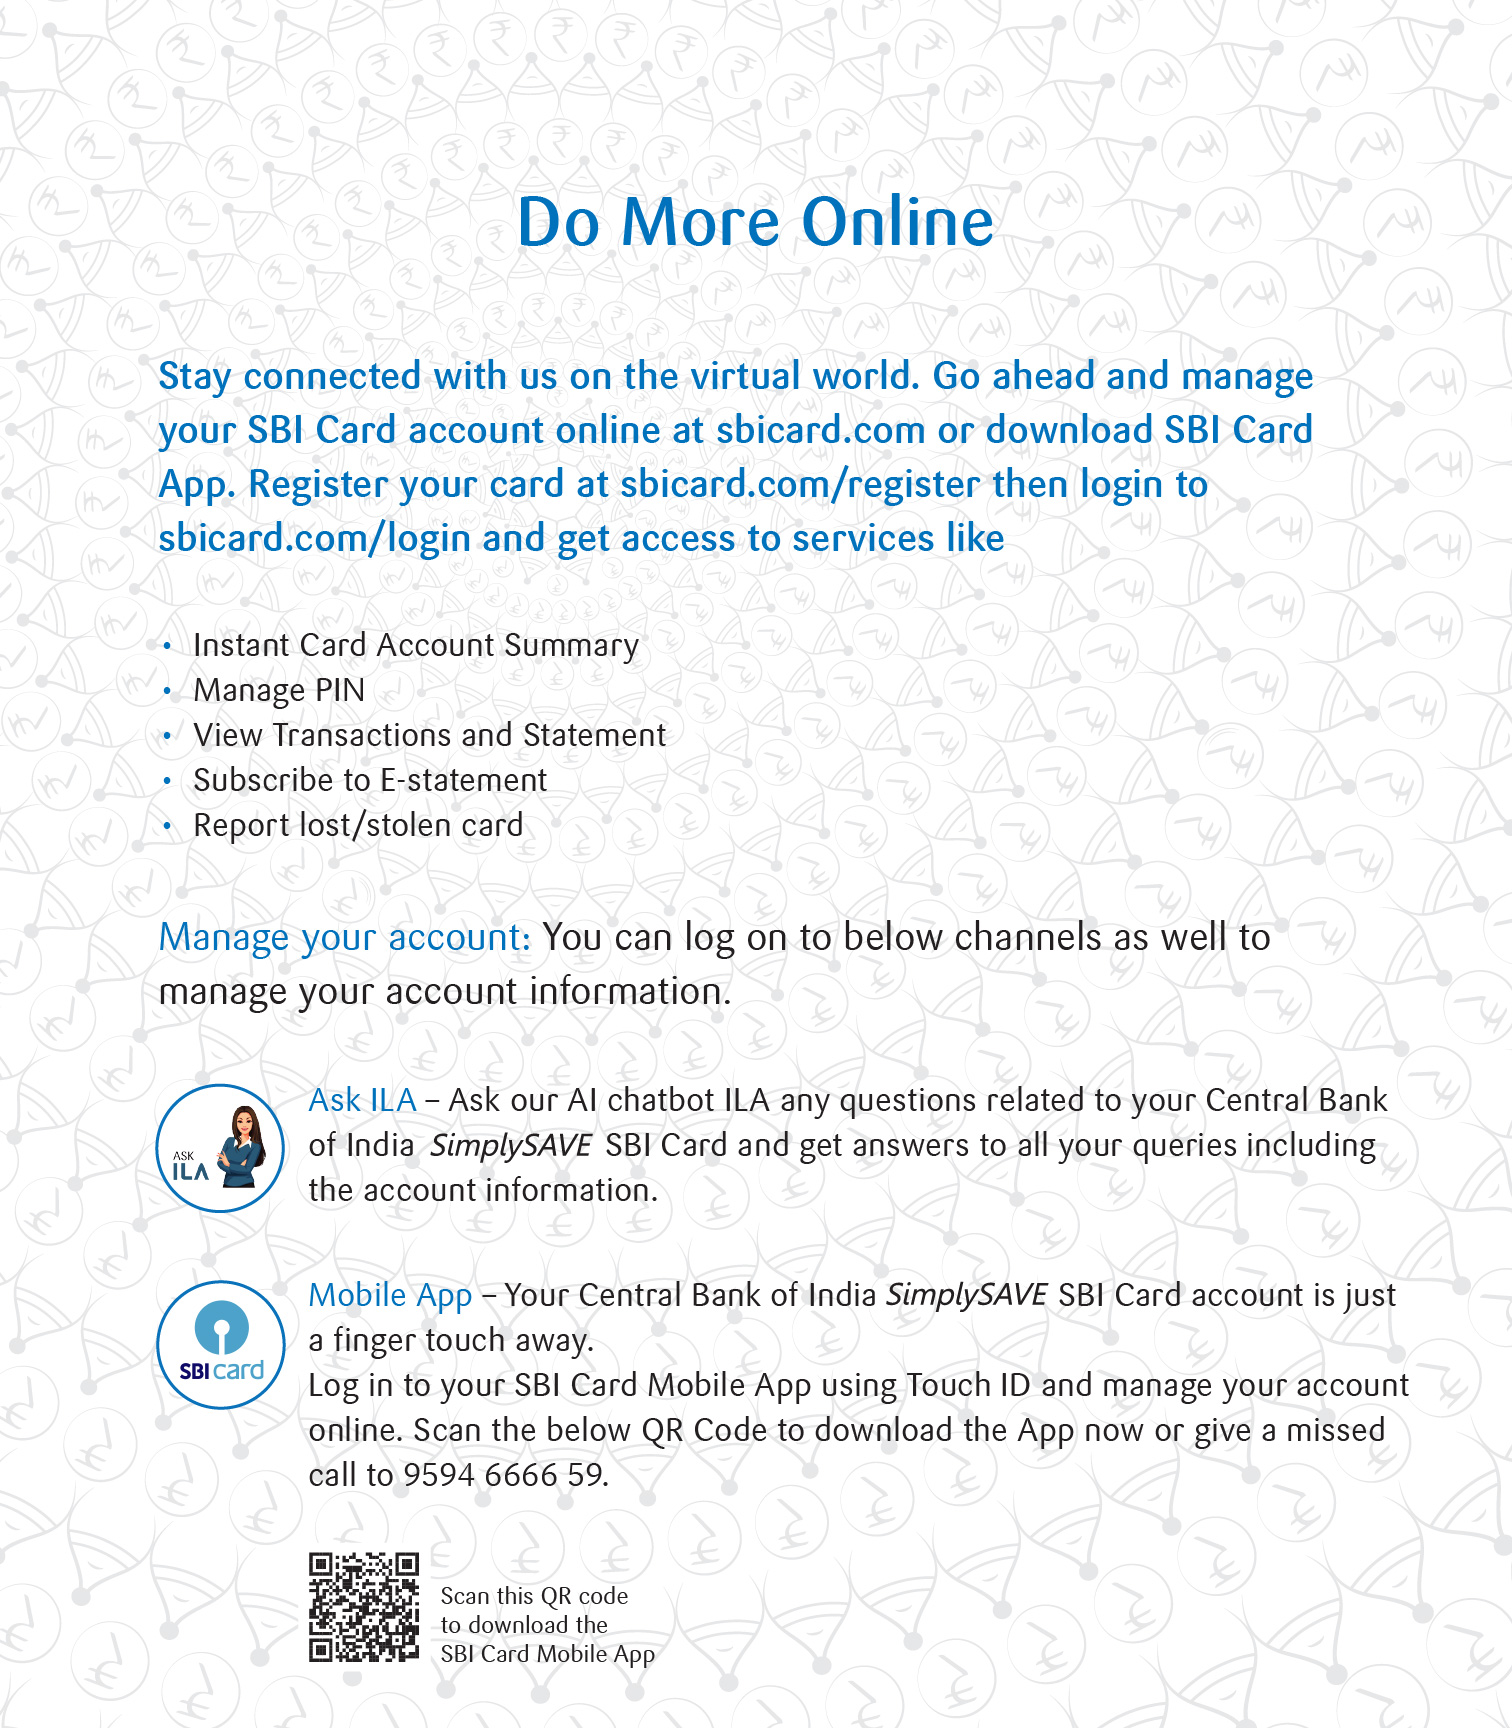 Do More Online
Stay connected with us on the virtual world. Go ahead and manage
your SBI Card account online at sbicard.com or download SBI Card
App. Register your card at sbicard.com/register then login to
sbicard.com/login and get access to services like
• Instant Card Account Summary
• Manage PIN
• View Transactions and Statement
• Subscribe to E-statement
• Report lost/stolen card
Manage your account: You can log on to below channels as well to
manage your account information.
ASK
ILA
Ask ILA – Ask our AI chatbot ILA any questions related to your Central Bank
of India SimplySAVE SBI Card and get answers to all your queries including
the account information.
SBI card
Mobile App – Your Central Bank of India SimplySAVE SBI Card account is just
a finger touch away.
Log in to your SBI Card Mobile App using Touch ID and manage your account
online. Scan the below QR Code to download the App now or give a missed
call to 9594 6666 59.
Scan this QR code
to download the
SBI Card Mobile App